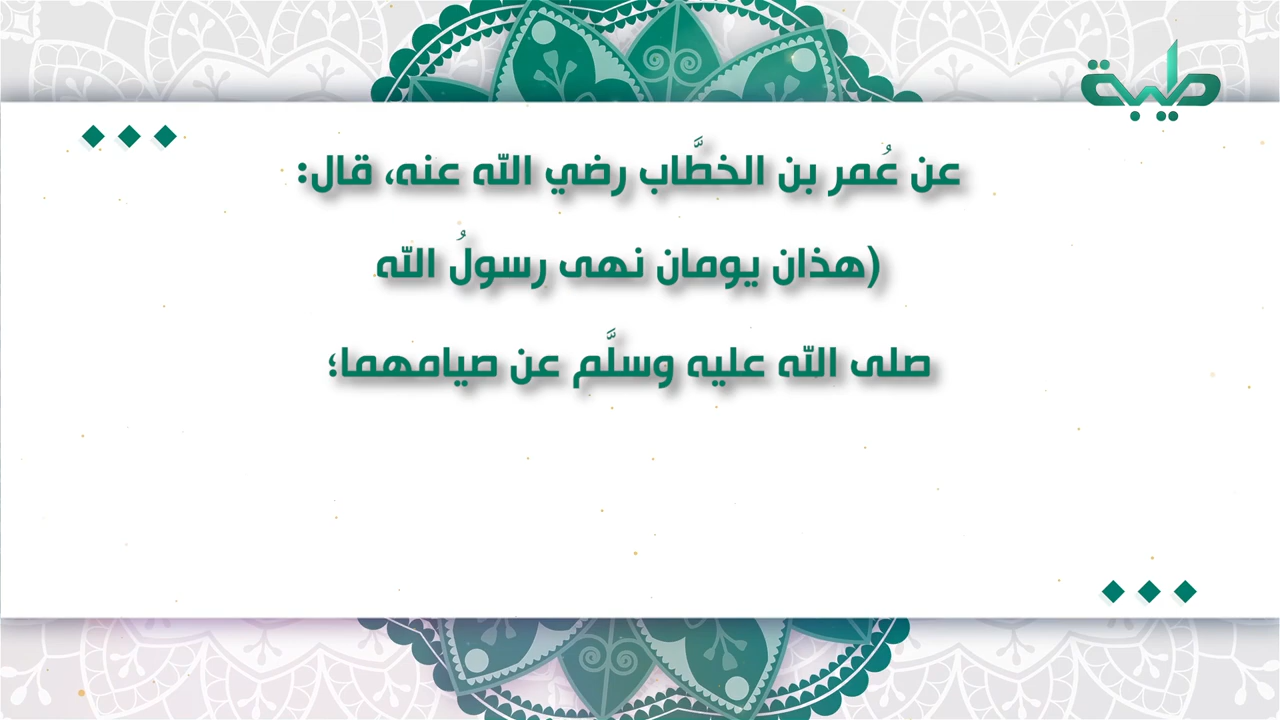 طيبة
عن عُمر بن الخطَّاب رضي الله عنه، قال:
(هذان يومان نهى رسولُ الله
صلى الله عليه وسلَّم عن صيامهما؛